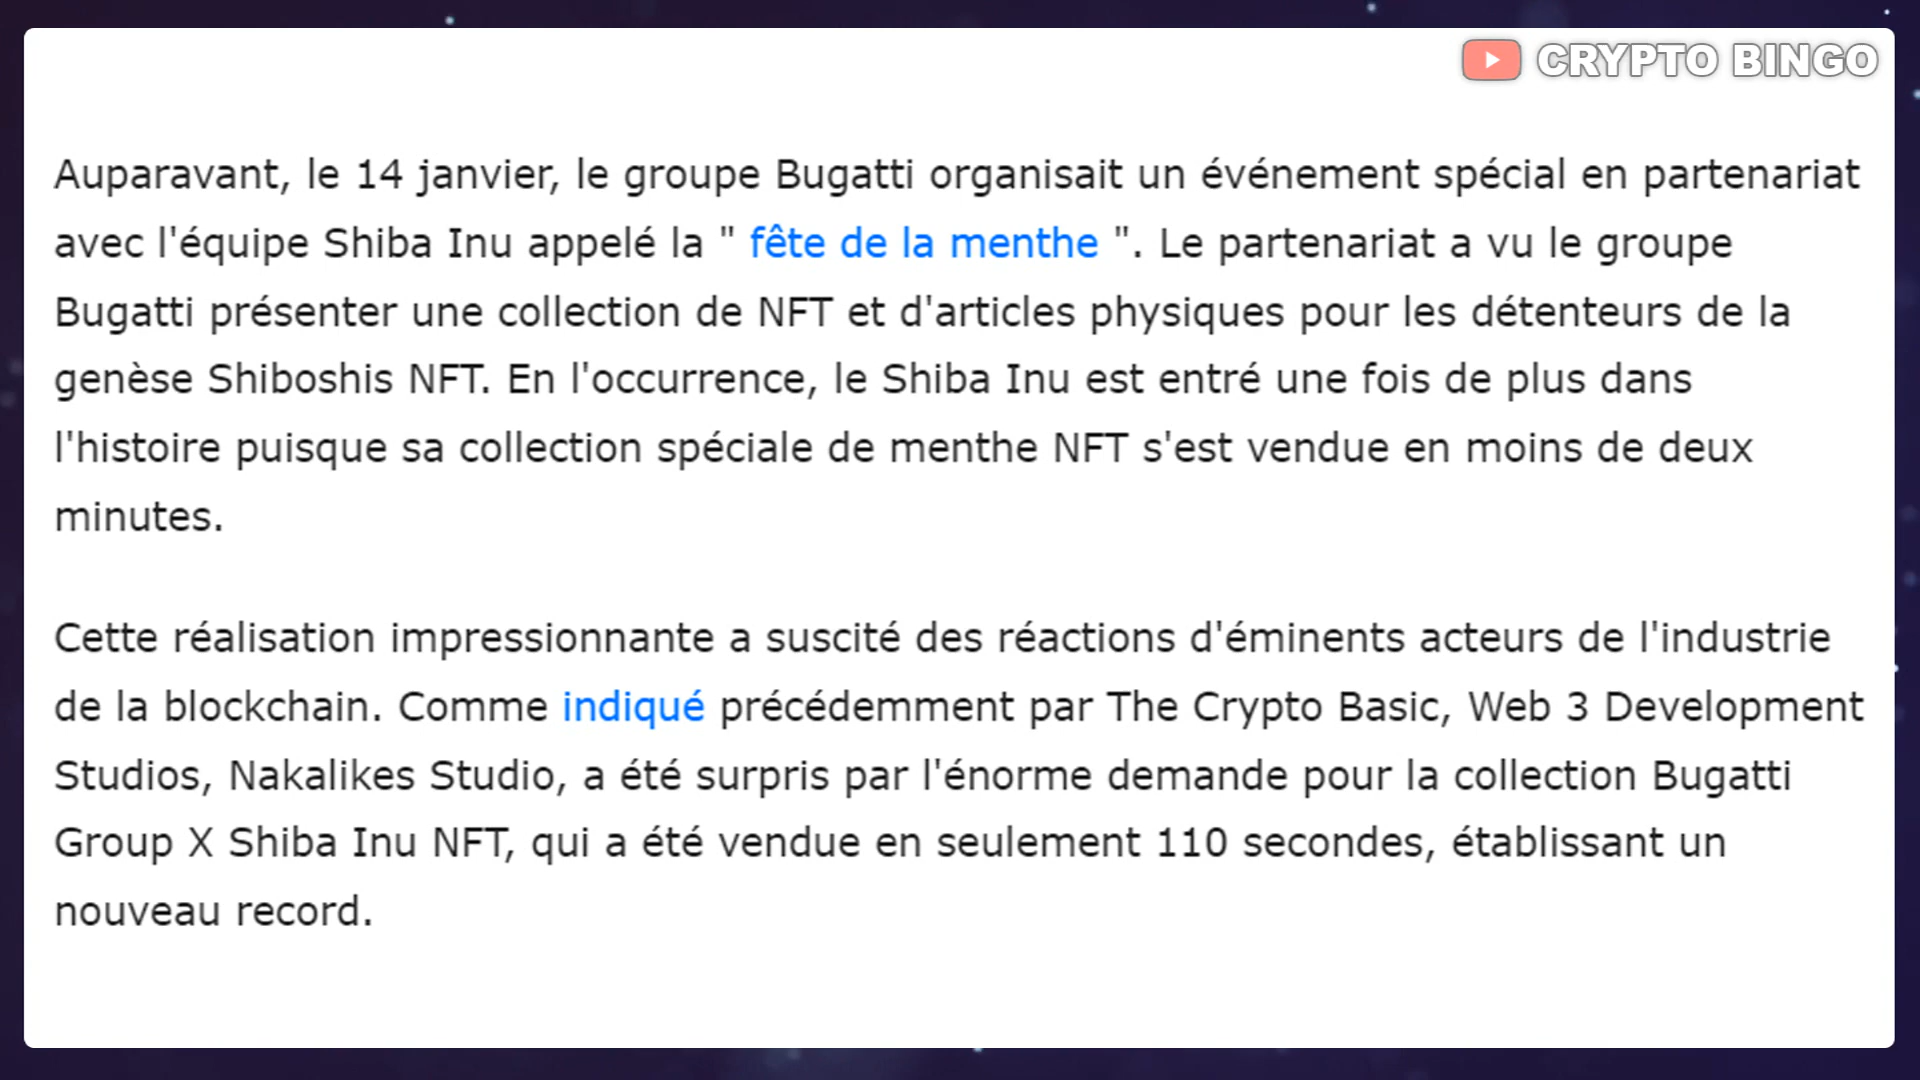 CRYPTO BINGO
Auparavant, le 14 janvier, le groupe Bugatti organisait un événement spécial en partenariat
avec l'équipe Shiba Inu appelé la " fête de la menthe ". Le partenariat a vu le groupe
Bugatti présenter une collection de NFT et d'articles physiques pour les détenteurs de la
genèse Shiboshis NFT. En l'occurrence, le Shiba Inu est entré une fois de plus dans
l'histoire puisque sa collection spéciale de menthe NFT s'est vendue en moins de deux
minutes.
Cette réalisation impressionnante a suscité des réactions d'éminents acteurs de l'industrie
de la blockchain. Comme indiqué précédemment par The Crypto Basic, Web 3 Development
Studios, Nakalikes Studio, a été surpris par l'énorme demande pour la collection Bugatti
Group X Shiba Inu NFT, qui a été vendue en seulement 110 secondes, établissant un
nouveau record.